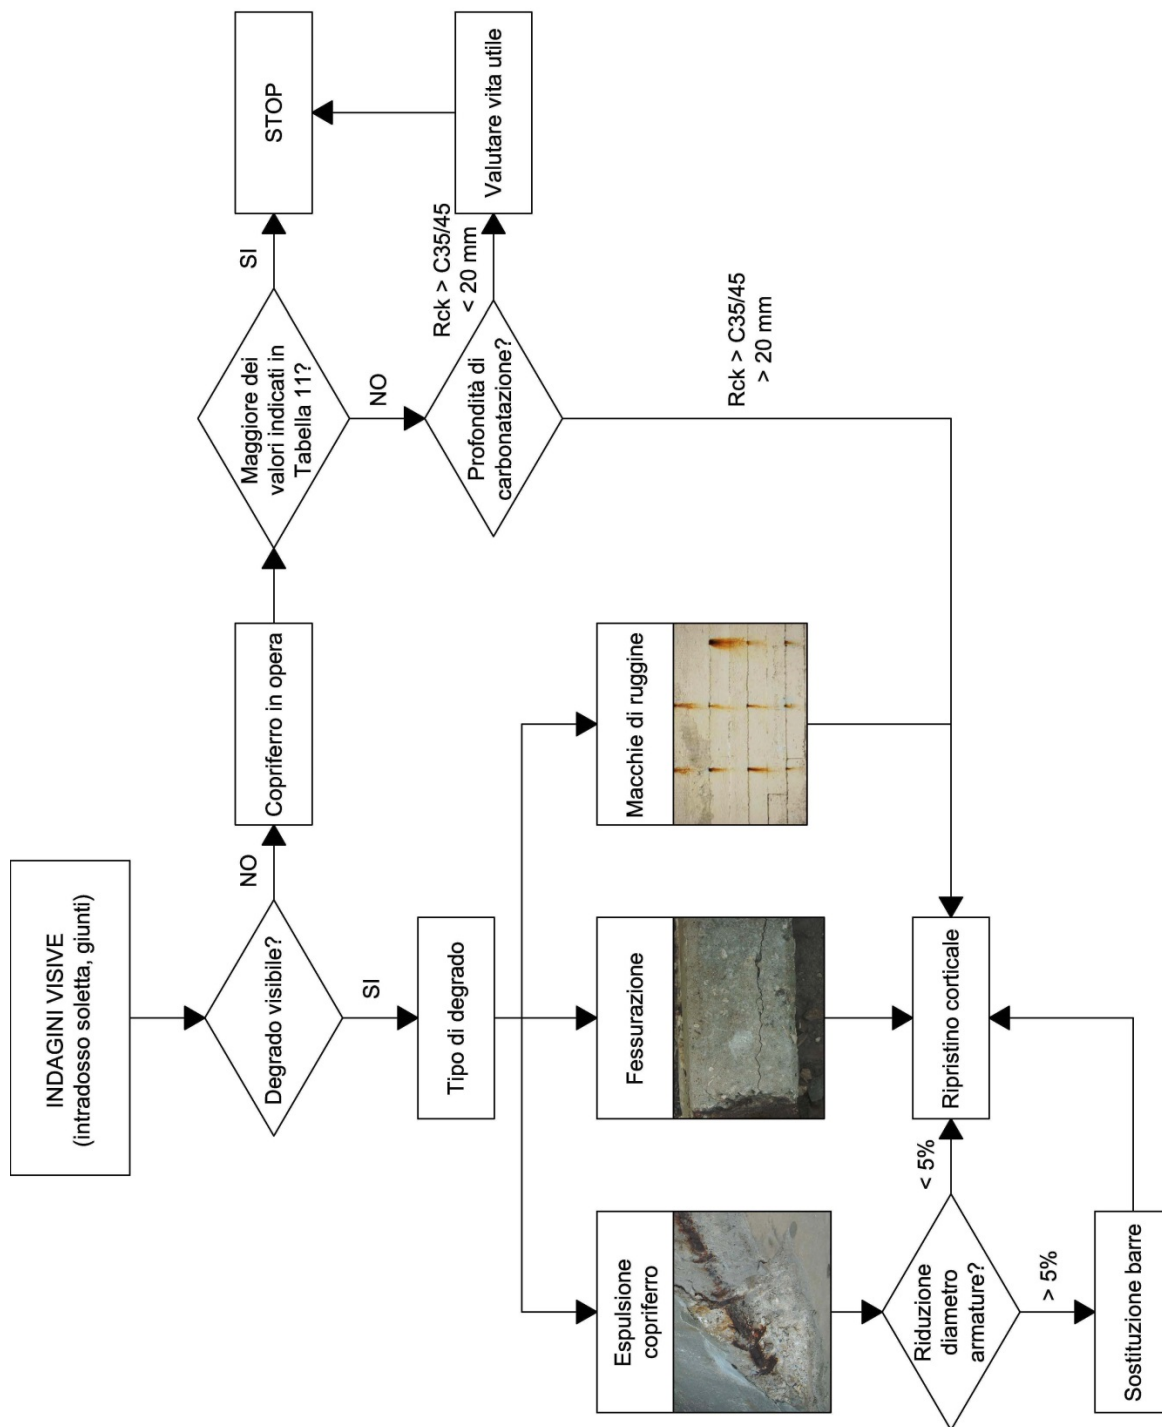 INDAGINI VISIVE
(intradosso soletta, giunti)
Degrado visibile?
NO
SI
Copriferro in opera
Maggiore dei
valori indicati in
Tabella 11?
SI
NO
STOP
Profondità di
carbonatazione?
Rck > C35/45
< 20 mm
Valutare vita utile
Rck > C35/45
> 20 mm
Tipo di degrado
Espulsione
copriferro
Fessurazione
Macchie di ruggine
Riduzione
diametro
armature?
< 5%
> 5%
Ripristino corticale
Sostituzione barre